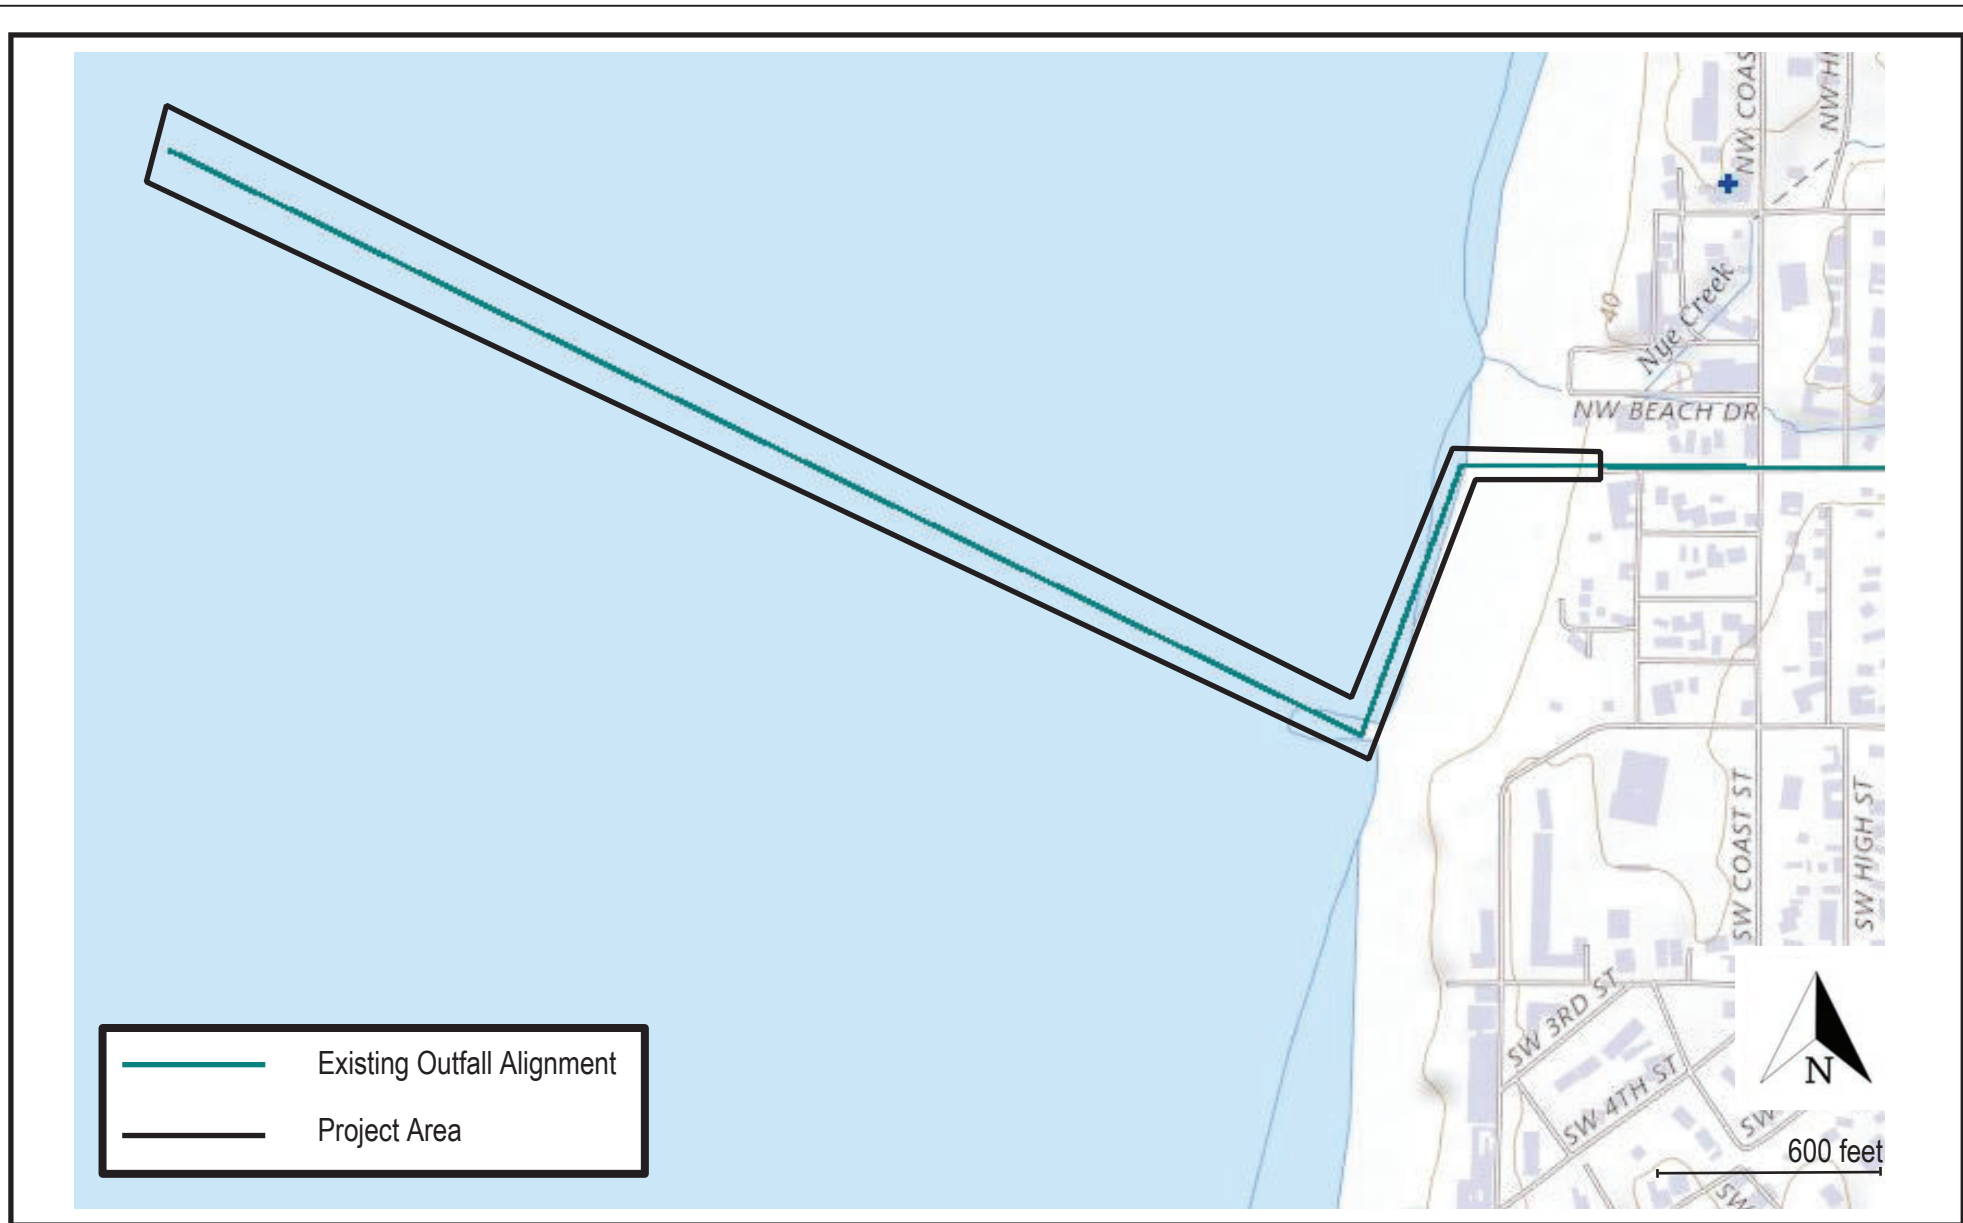 NW COAS
NW HI
40
Nye Creek
NW BEACH DR
SW COAST ST
SW HIGH ST
SW 3RD ST
SW 4TH ST
SW
SW
N
600 feet
Existing Outfall Alignment
Project Area